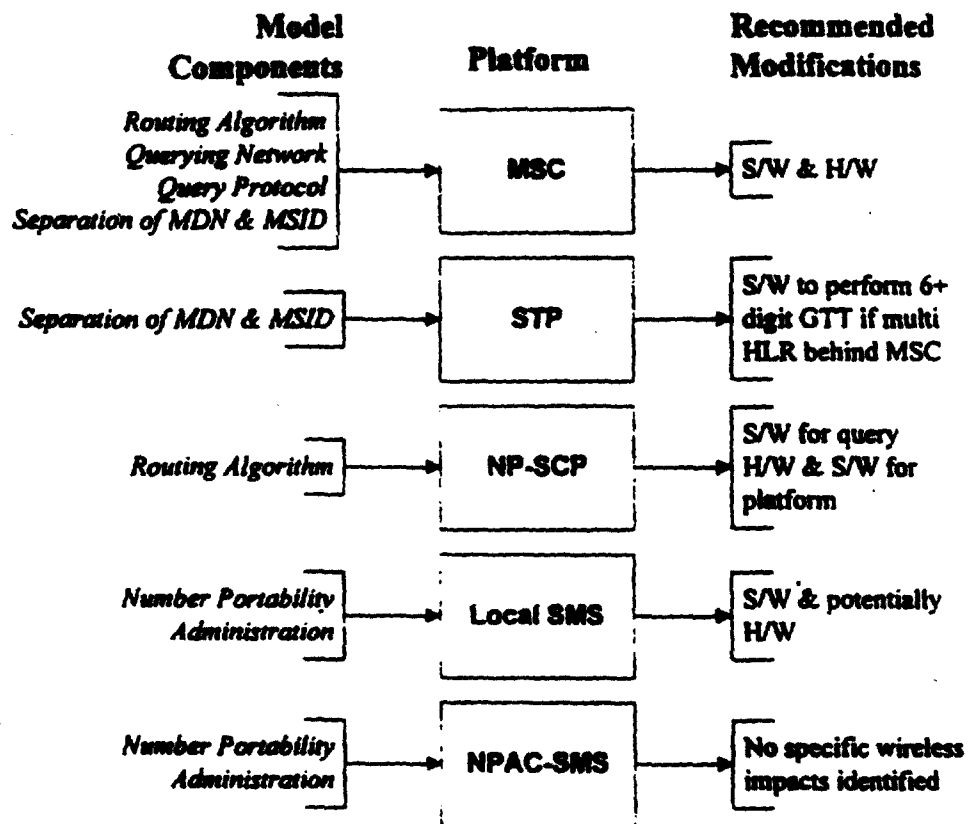 Model
Components
Platform
Recommended
Modifications
Routing Algorithm
Querying Network
Query Protocol
Separation of MDN & MSID
MSC
S/W & H/W
Separation of MDN & MSID
STP
S/W to perform 6+
digit GTT if multi
HLR behind MSC
Routing Algorithm
NP-SCP
S/W for query
H/W & S/W for
platform
Number Portability
Administration
Local SMS
S/W & potentially
H/W
Number Portability
Administration
NPAC-SMS
No specific wireless
impacts identified